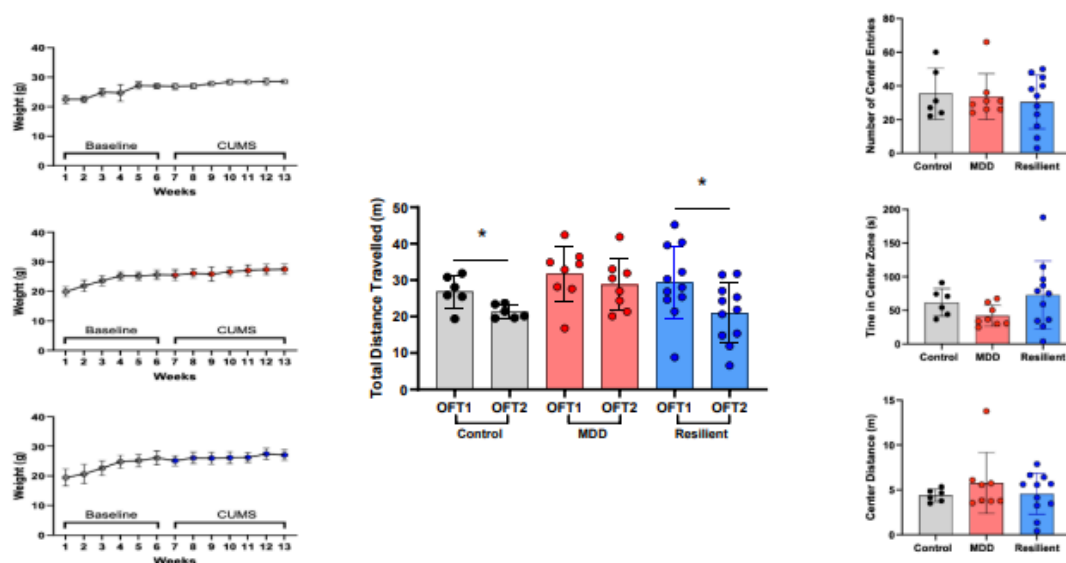 Weight (g)
40
30
20
10
0
Baseline
CUMS
1 2 3 4 5 6 7 8 9 10 11 12 13
Weeks
Weight (g)
40
30
20
10
0
Baseline
CUMS
1 2 3 4 5 6 7 8 9 10 11 12 13
Weeks
Weight (g)
40
30
20
10
0
Baseline
CUMS
1 2 3 4 5 6 7 8 9 10 11 12 13
Weeks
Total Distance Travelled (m)
50
40
30
20
10
0
*
*
OFT1 OFT2 OFT1 OFT2 OFT1 OFT2
Control MDD Resilient
Number of Center Entries
80
60
40
20
0
Control MDD Resilient
Tine in Center Zone (s)
200
150
100
50
0
Control MDD Resilient
Center Distance (m)
15
10
5
0
Control MDD Resilient